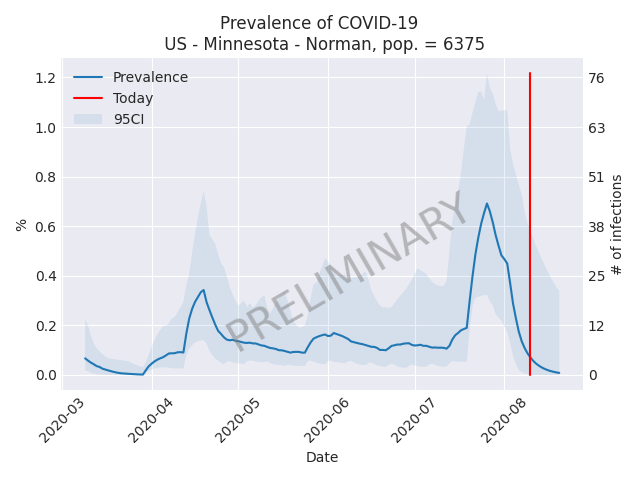 Prevalence of COVID-19
US - Minnesota - Norman, pop. = 6375
Prevalence
Today
95CI
1.2
1.0
0.8
0.6
0.4
0.2
0.0
%
76
63
51
38
25
12
0
# of infections
PRELIMINARY
2020-03
2020-04
2020-05
2020-06
2020-07
2020-08
Date